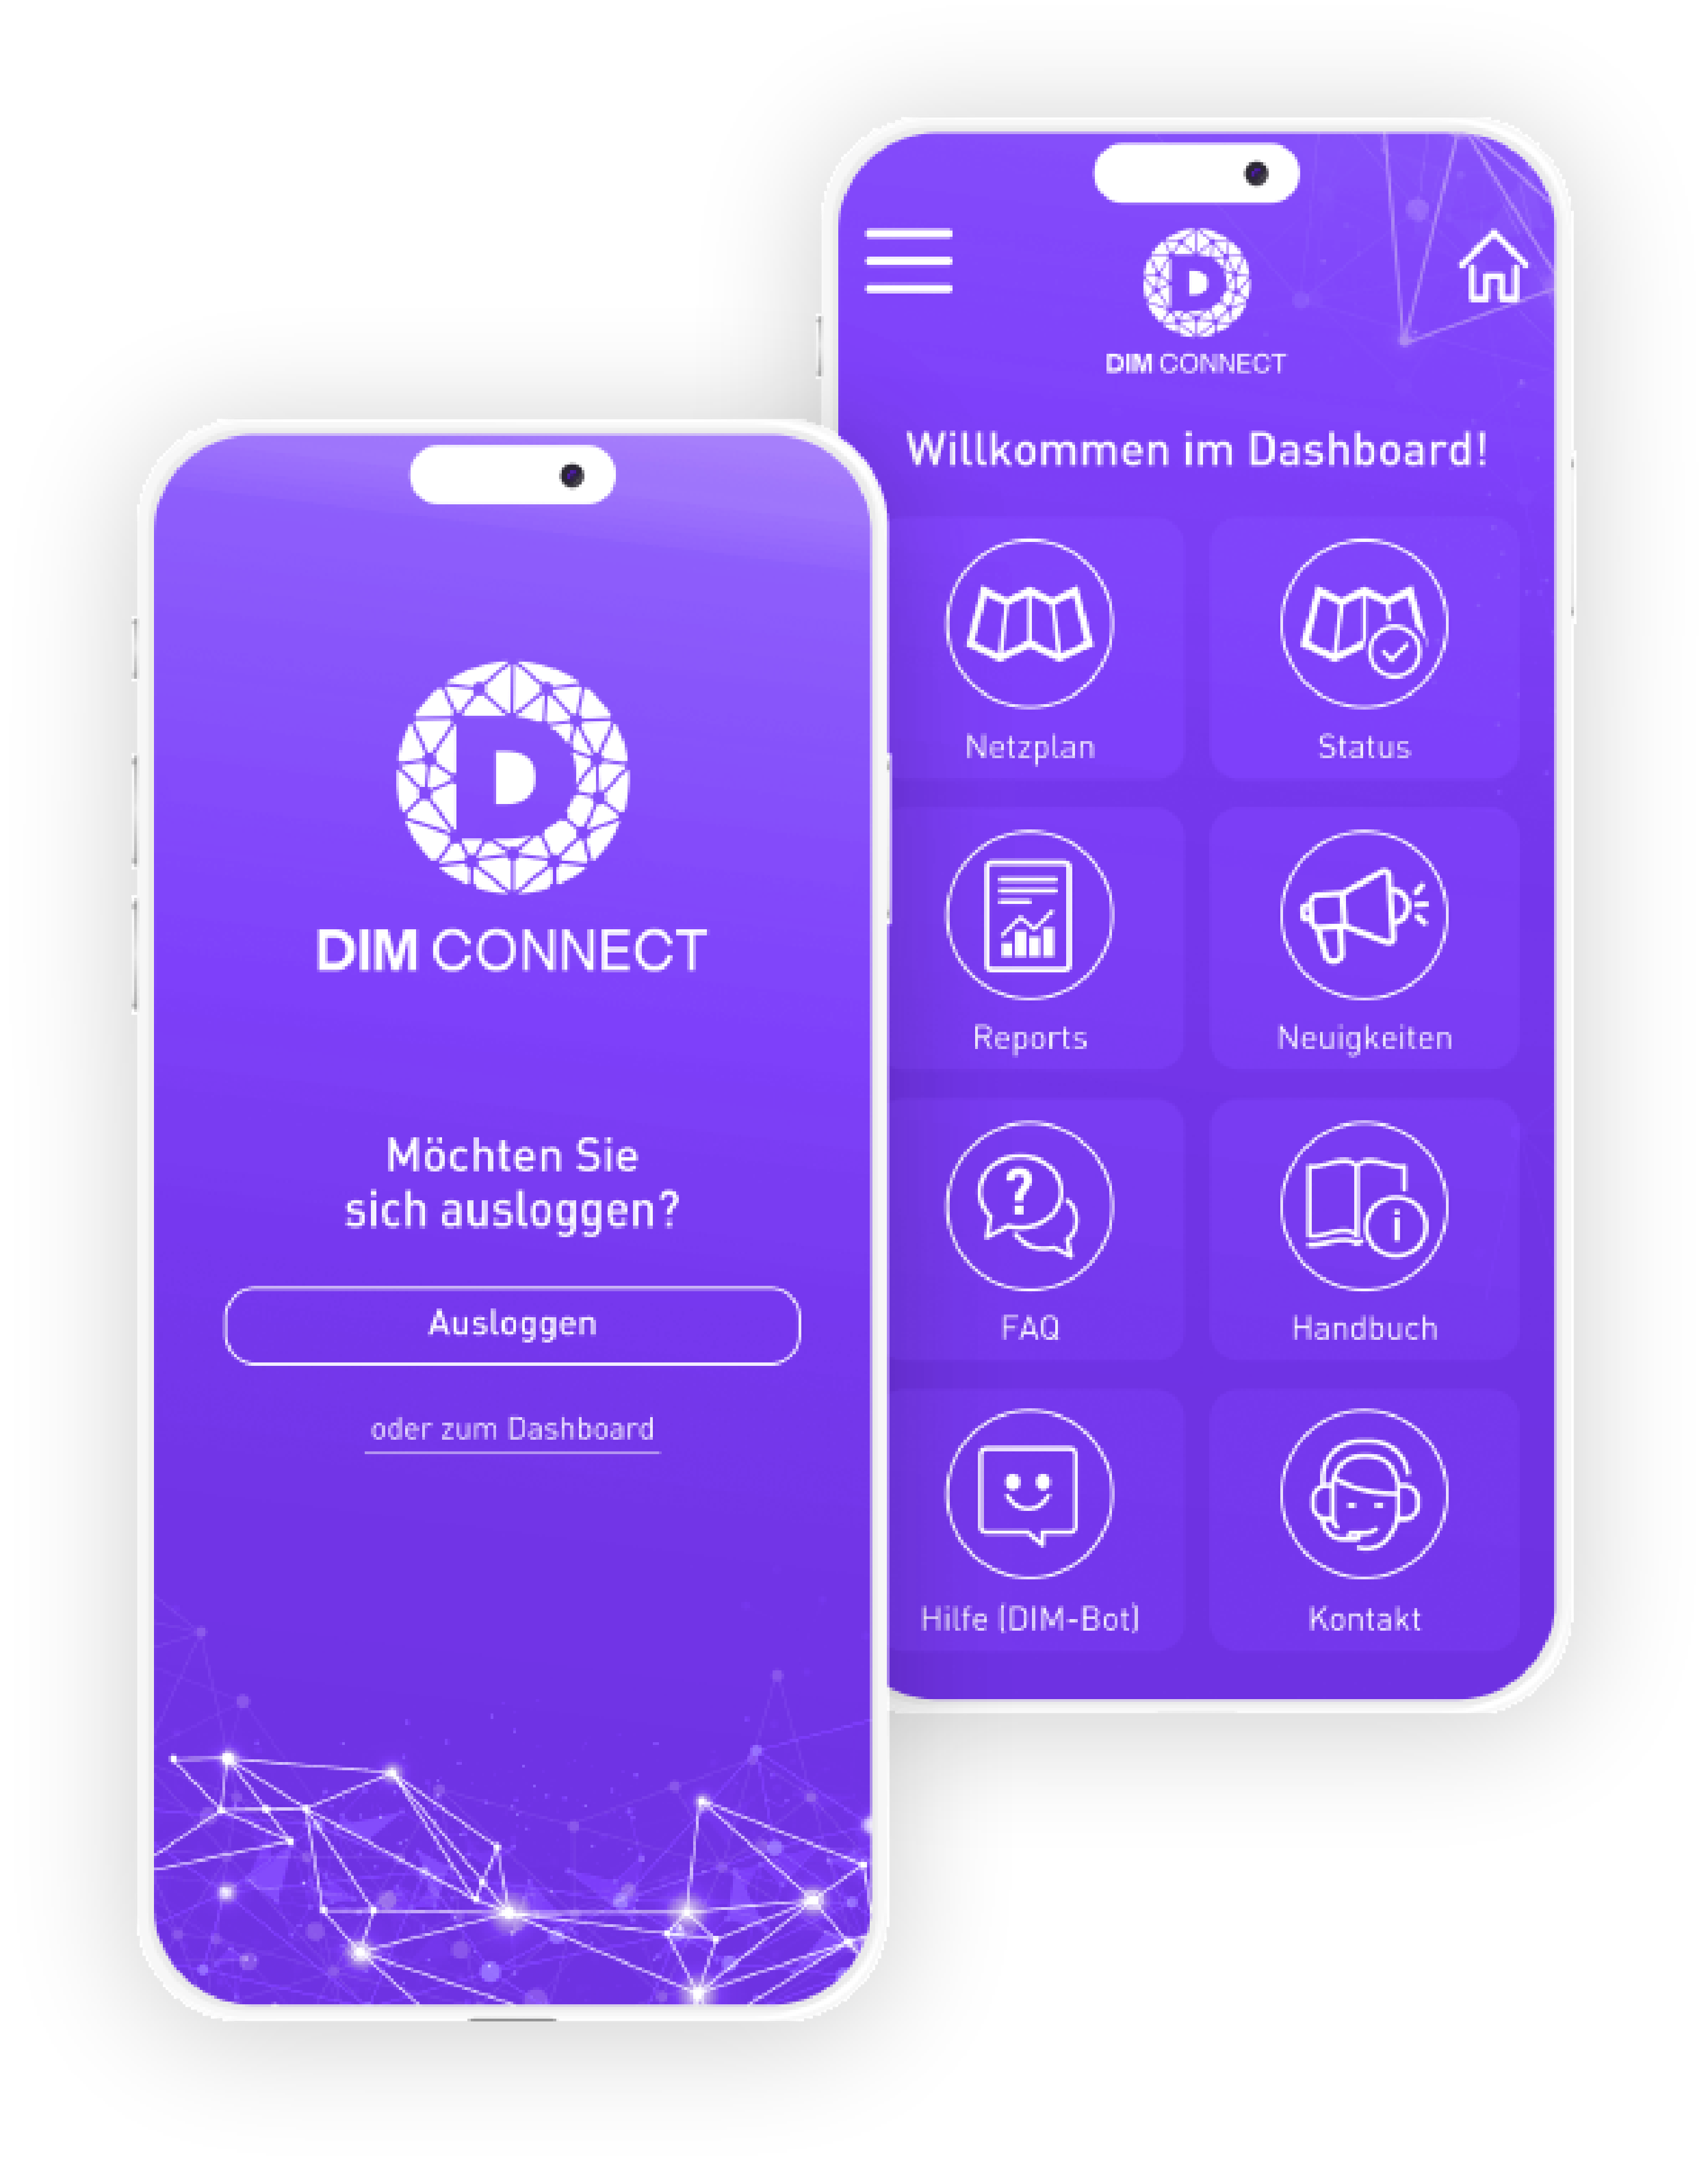 D
DIM CONNECT
Möchten Sie
sich ausloggen?
Ausloggen
oder zum Dashboard
D
DIM CONNECT
Willkommen im Dashboard!
Netzplan
Status
Reports
Neuigkeiten
?
FAQ
i
Handbuch
Hilfe (DIM-Bot)
Kontakt